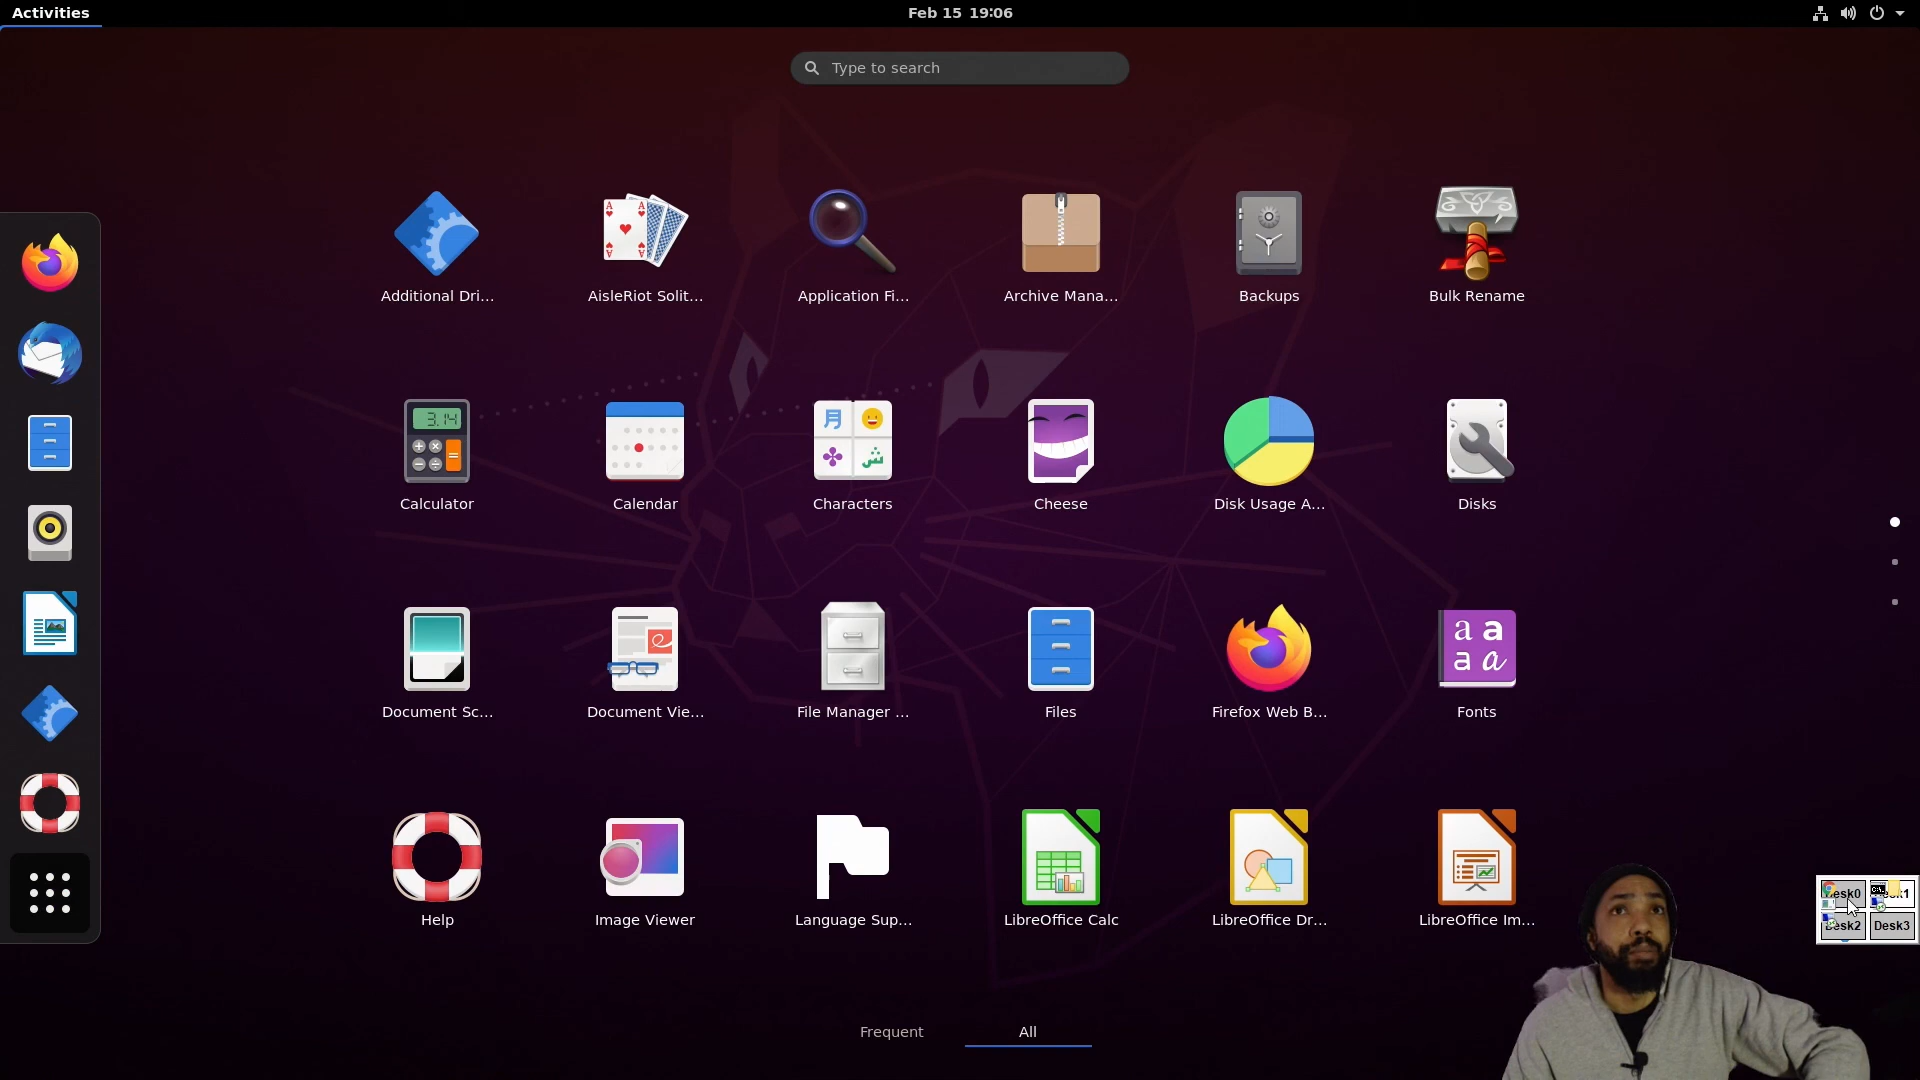 Activities
Feb 15 19:06
Type to search
Additional Dri...
AisleRiot Solit...
Application Fi...
Archive Mana...
Backups
Bulk Rename
3.14
月
ش
Calculator
Calendar
Characters
Cheese
Disk Usage A...
Disks
a a
a a
Document Sc...
Document Vie...
File Manager ...
Files
Firefox Web B...
Fonts
Help
Image Viewer
Language Sup...
LibreOffice Calc
LibreOffice Dr...
LibreOffice Im...
Desk2 Desk3
Frequent
All